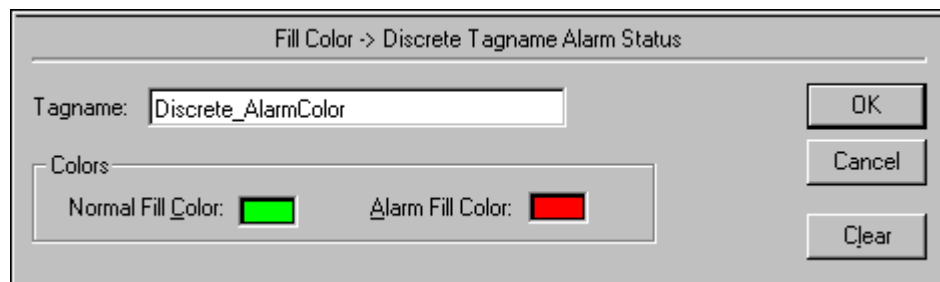 Fill Color -> Discrete Tagname Alarm Status
Tagname: Discrete_AlarmColor
OK
Colors
Cancel
Normal Fill Color: Alarm Fill Color:
Clear